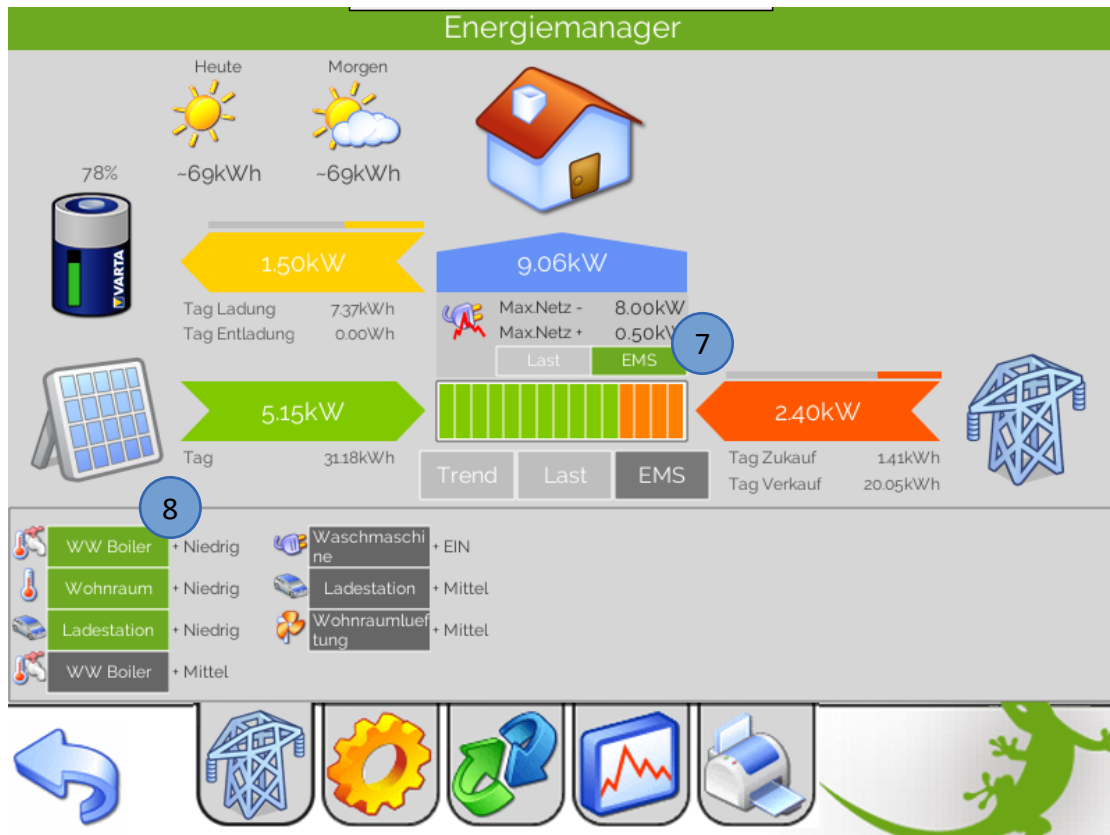 Energiemanager
Heute
Morgen
~69kWh
~69kWh
78%
VARTA
1.50kW
Tag Ladung 7.37kWh
Tag Entladung 0.00Wh
9.06kW
Max.Netz - 8.00kW
Max.Netz + 0.50kW
7
Last
EMS
5.15kW
Tag 31.18kWh
2.40kW
Tag Zukauf 1.41kWh
Tag Verkauf 20.05kWh
Trend
Last
EMS
8
WW Boiler + Niedrig
Wohnraum + Niedrig
Ladestation + Niedrig
WW Boiler + Mittel
Waschmaschi
ne
+ EIN
Ladestation + Mittel
Wohnraumluef
tung
+ Mittel